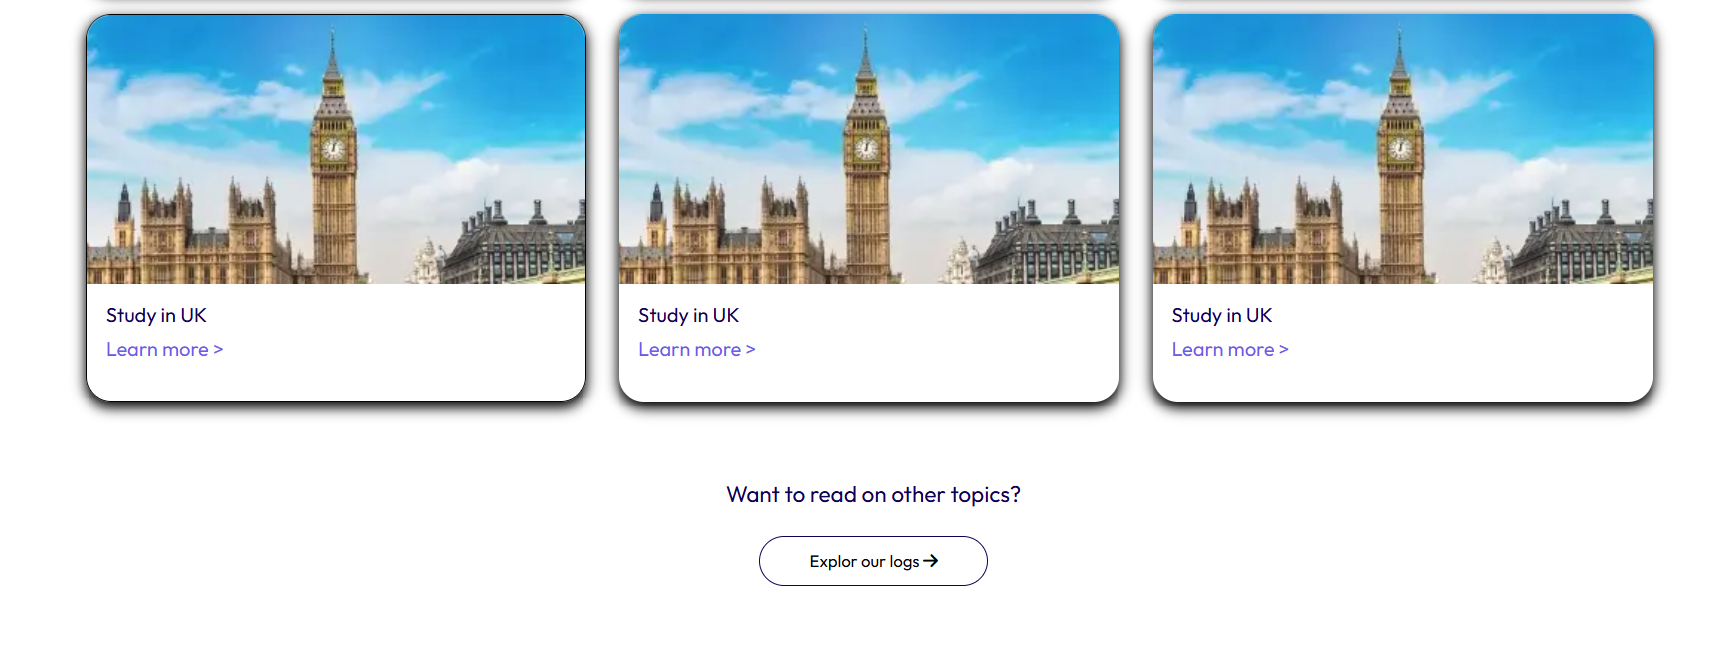 Study in UK
Learn more >
Study in UK
Learn more >
Study in UK
Learn more >
Want to read on other topics?
Explor our logs →